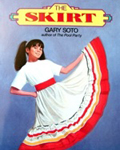 THE
SKIRT
GARY SOTO
author of The Pool Party